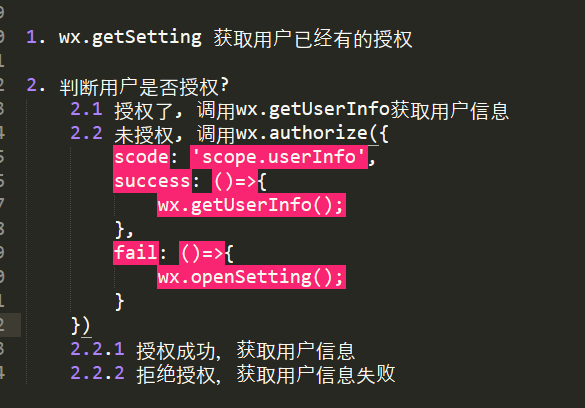 1. wx.getSetting 获取用户已经有的授权
2. 判断用户是否授权?
2.1 授权了, 调用wx.getUserInfo获取用户信息
2.2 未授权, 调用wx.authorize({
scode: 'scope.userInfo',
success: ()=>{
wx.getUserInfo();
},
fail: ()=>{
wx.openSetting();
}
})
2.2.1 授权成功, 获取用户信息
2.2.2 拒绝授权, 获取用户信息失败